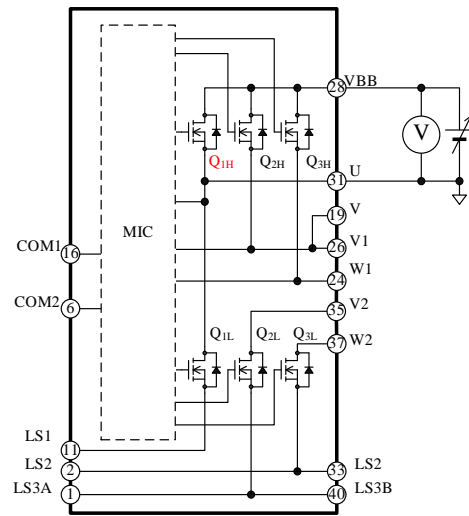 28 VBB
V
Q1H Q2H Q3H
31 U
19 V
MIC
COM1
16
26 V1
24 W1
COM2
6
35 V2
37 W2
Q1L Q2L Q3L
LS1
11
LS2
2 33 LS2
LS3A
1 40 LS3B